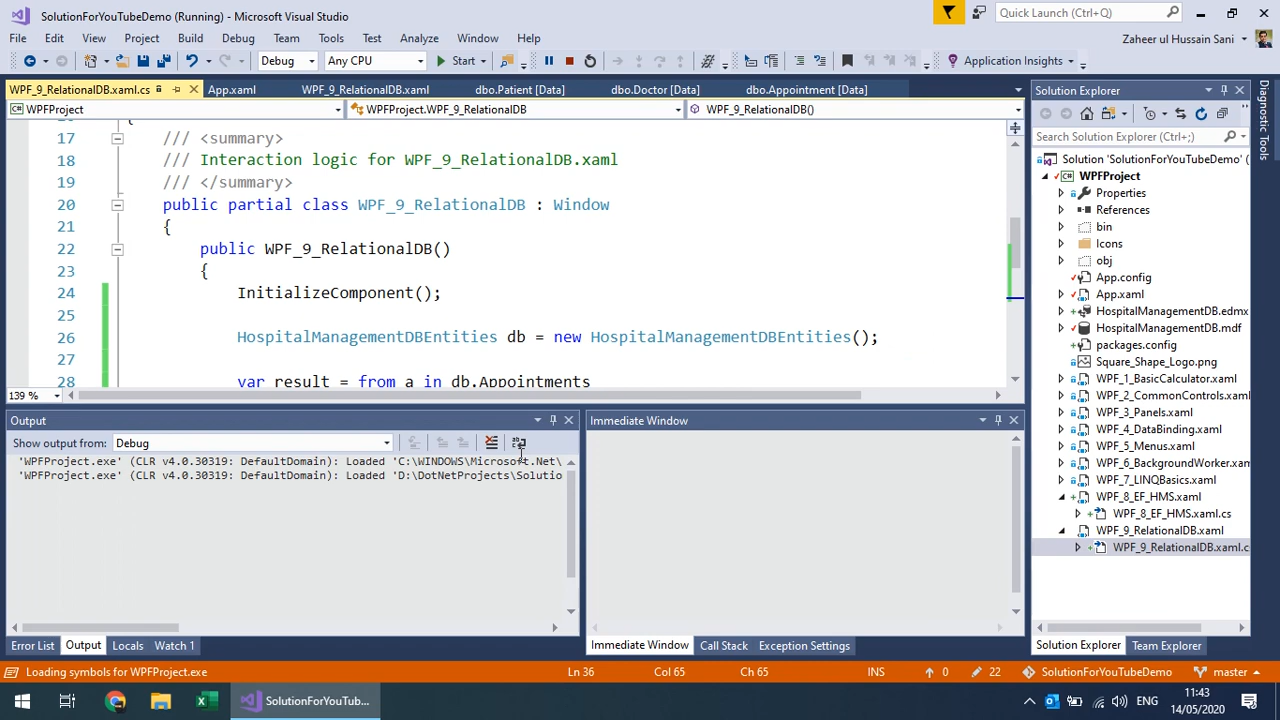 SolutionForYouTubeDemo (Running) - Microsoft Visual Studio
Quick Launch (Ctrl+Q)
File Edit View Project Build Debug Team Tools Test Analyze Window Help
Zaheer ul Hussain Sani
Debug Any CPU Start Application Insights
WPF_9_RelationalDB.xaml.cs App.xaml WPF_9_RelationalDB.xaml dbo.Patient [Data] dbo.Doctor [Data] dbo.Appointment [Data]
WPFProject WPFProject.WPF_9_RelationalDB WPF_9_RelationalDB()
17 /// <summary>
18 /// Interaction logic for WPF_9_RelationalDB.xaml
19 /// </summary>
20 public partial class WPF_9_RelationalDB : Window
21 {
22 public WPF_9_RelationalDB()
23 {
24 InitializeComponent();
25
26 HospitalManagementDBEntities db = new HospitalManagementDBEntities();
27
28 var result = from a in db.Appointments
139 %
Output
Show output from: Debug
'WPFProject.exe' (CLR v4.0.30319: DefaultDomain): Loaded 'C:\WINDOWS\Microsoft.Net\
'WPFProject.exe' (CLR v4.0.30319: DefaultDomain): Loaded 'D:\DotNetProjects\Solutio
Error List Output Locals Watch 1
Immediate Window
Immediate Window Call Stack Exception Settings
Solution Explorer
Search Solution Explorer (Ctrl+;)
Solution 'SolutionForYouTubeDemo' (
WPFProject
Properties
References
bin
Icons
obj
App.config
App.xaml
HospitalManagementDB.edmx
HospitalManagementDB.mdf
packages.config
Square_Shape_Logo.png
WPF_1_BasicCalculator.xaml
WPF_2_CommonControls.xaml
WPF_3_Panels.xaml
WPF_4_DataBinding.xaml
WPF_5_Menus.xaml
WPF_6_BackgroundWorker.xam
WPF_7_LINQBasics.xaml
WPF_8_EF_HMS.xaml
WPF_8_EF_HMS.xaml.cs
WPF_9_RelationalDB.xaml
WPF_9_RelationalDB.xaml.c
Solution Explorer Team Explorer
Diagnostic Tools
Loading symbols for WPFProject.exe Ln 36 Col 65 Ch 65 INS 0 22 SolutionForYouTubeDemo master
SolutionForYouTub... ENG 11:43
14/05/2020